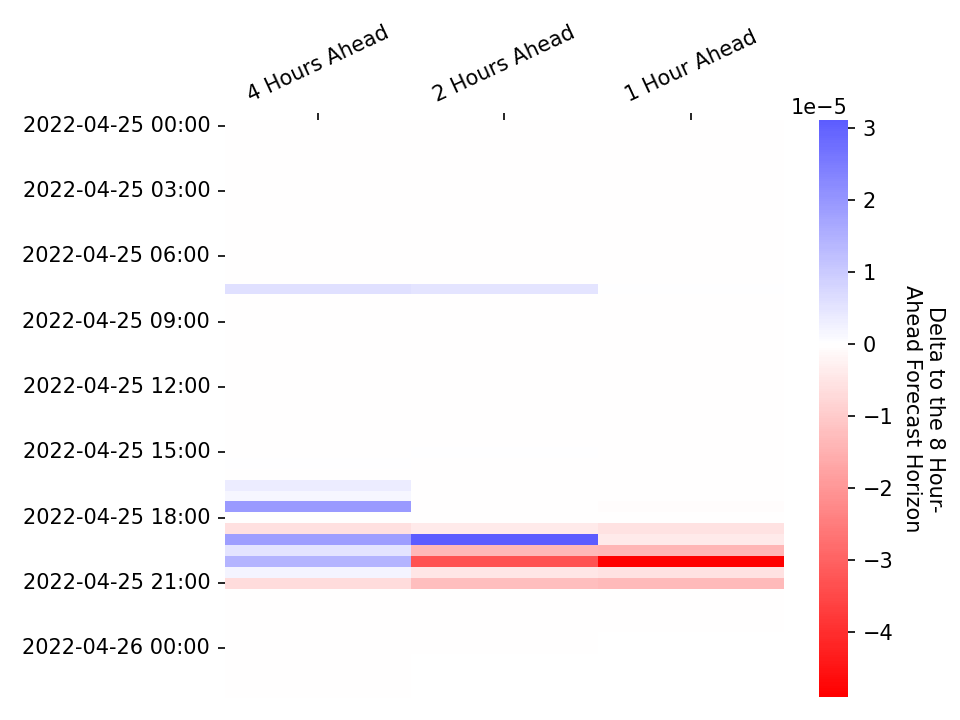 4 Hours Ahead
2 Hours Ahead
1 Hour Ahead
1e−5
2022-04-25 00:00
2022-04-25 03:00
2022-04-25 06:00
2022-04-25 09:00
2022-04-25 12:00
2022-04-25 15:00
2022-04-25 18:00
2022-04-25 21:00
2022-04-26 00:00
3
2
1
0
−1
−2
−3
−4
Delta to the 8 Hour-
Ahead Forecast Horizon